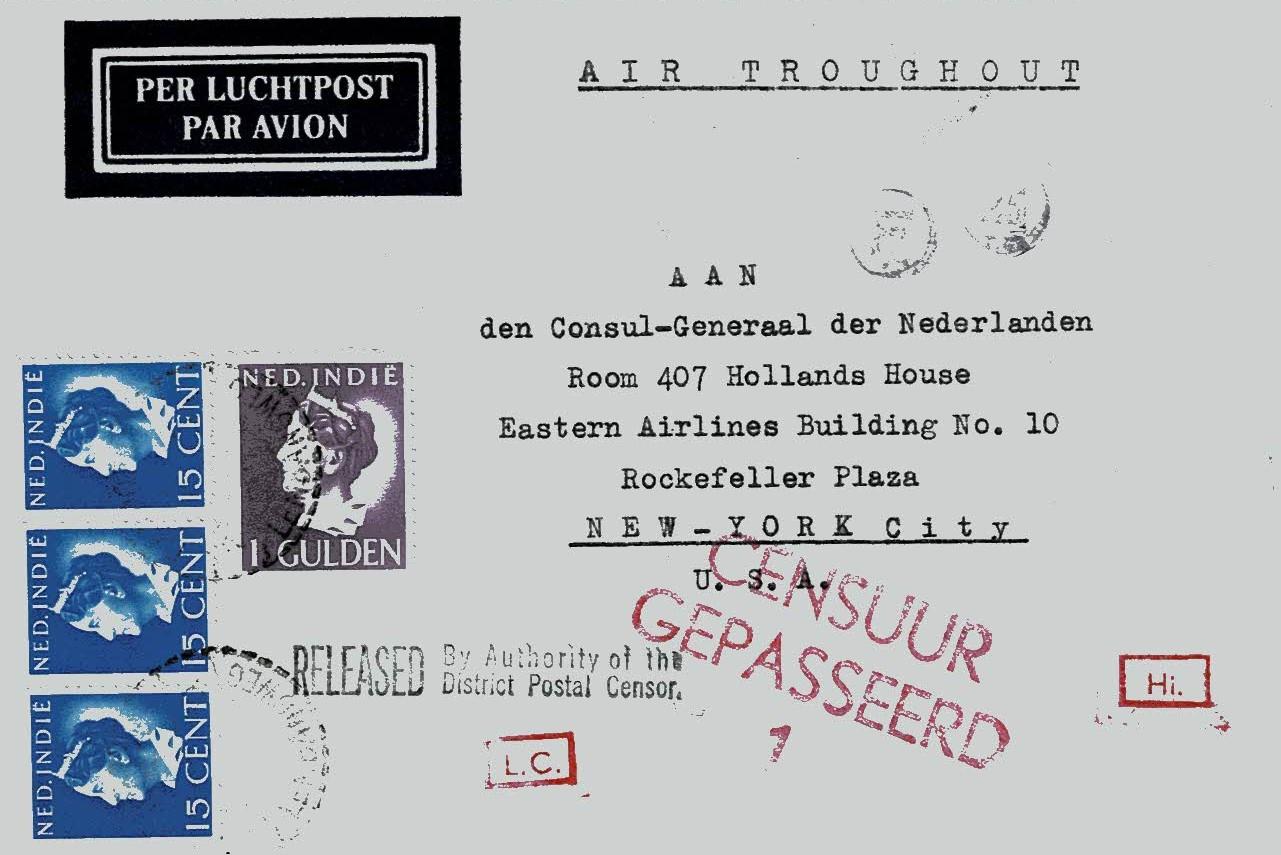 PER LUCHTPOST
PAR AVION
AIR TROUGHOUT
AAN
den Consul-Generaal der Nederlanden
Room 407 Hollands House
Eastern Airlines Building No. 10
Rockefeller Plaza
NEW-YORK City
U. S. A.
NED. INDIË
15 CENT
NED. INDIË
1 GULDEN
NED. INDIË
15 CENT
NED. INDIË
15 CENT
RELEASED By Authority of the
District Postal Censor.
CENSUUR
GEPASSEERD
1
L.C.
Hi.